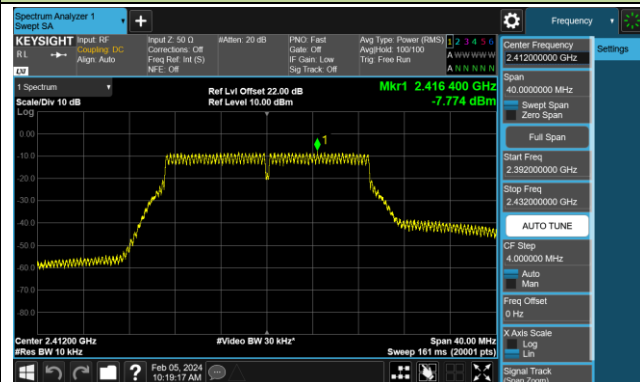 Spectrum Analyzer 1
Swept SA
Frequency
KEYSIGHT
RL
LXI
Input: RF
Coupling: DC
Align: Auto
Input Z: 50 Ω
Corrections: Off
Freq Ref: Int (S)
NFE: Off
#Atten: 20 dB
PNO: Fast
Gate: Off
IF Gain: Low
Sig Track: Off
Avg Type: Power (RMS)
Avg|Hold: 100/100
Trig: Free Run
1 2 3 4 5 6
A W W W W W
A N N N N N
1 Spectrum
Scale/Div 10 dB
Log
Ref Lvl Offset 22.00 dB
Ref Level 10.00 dBm
Mkr1 2.416 400 GHz
-7.774 dBm
1
0.00
-10.0
-20.0
-30.0
-40.0
-50.0
-60.0
-70.0
-80.0
Center 2.41200 GHz
#Res BW 10 kHz
#Video BW 30 kHz*
Span 40.00 MHz
Sweep 161 ms (20001 pts)
Center Frequency
2.412000000 GHz
Settings
Span
40.0000000 MHz
Swept Span
Zero Span
Full Span
Start Freq
2.392000000 GHz
Stop Freq
2.432000000 GHz
AUTO TUNE
CF Step
4.000000 MHz
Auto
Man
Freq Offset
0 Hz
X Axis Scale
Log
Lin
Signal Track
(Span Zoom)
Feb 05, 2024
10:19:17 AM